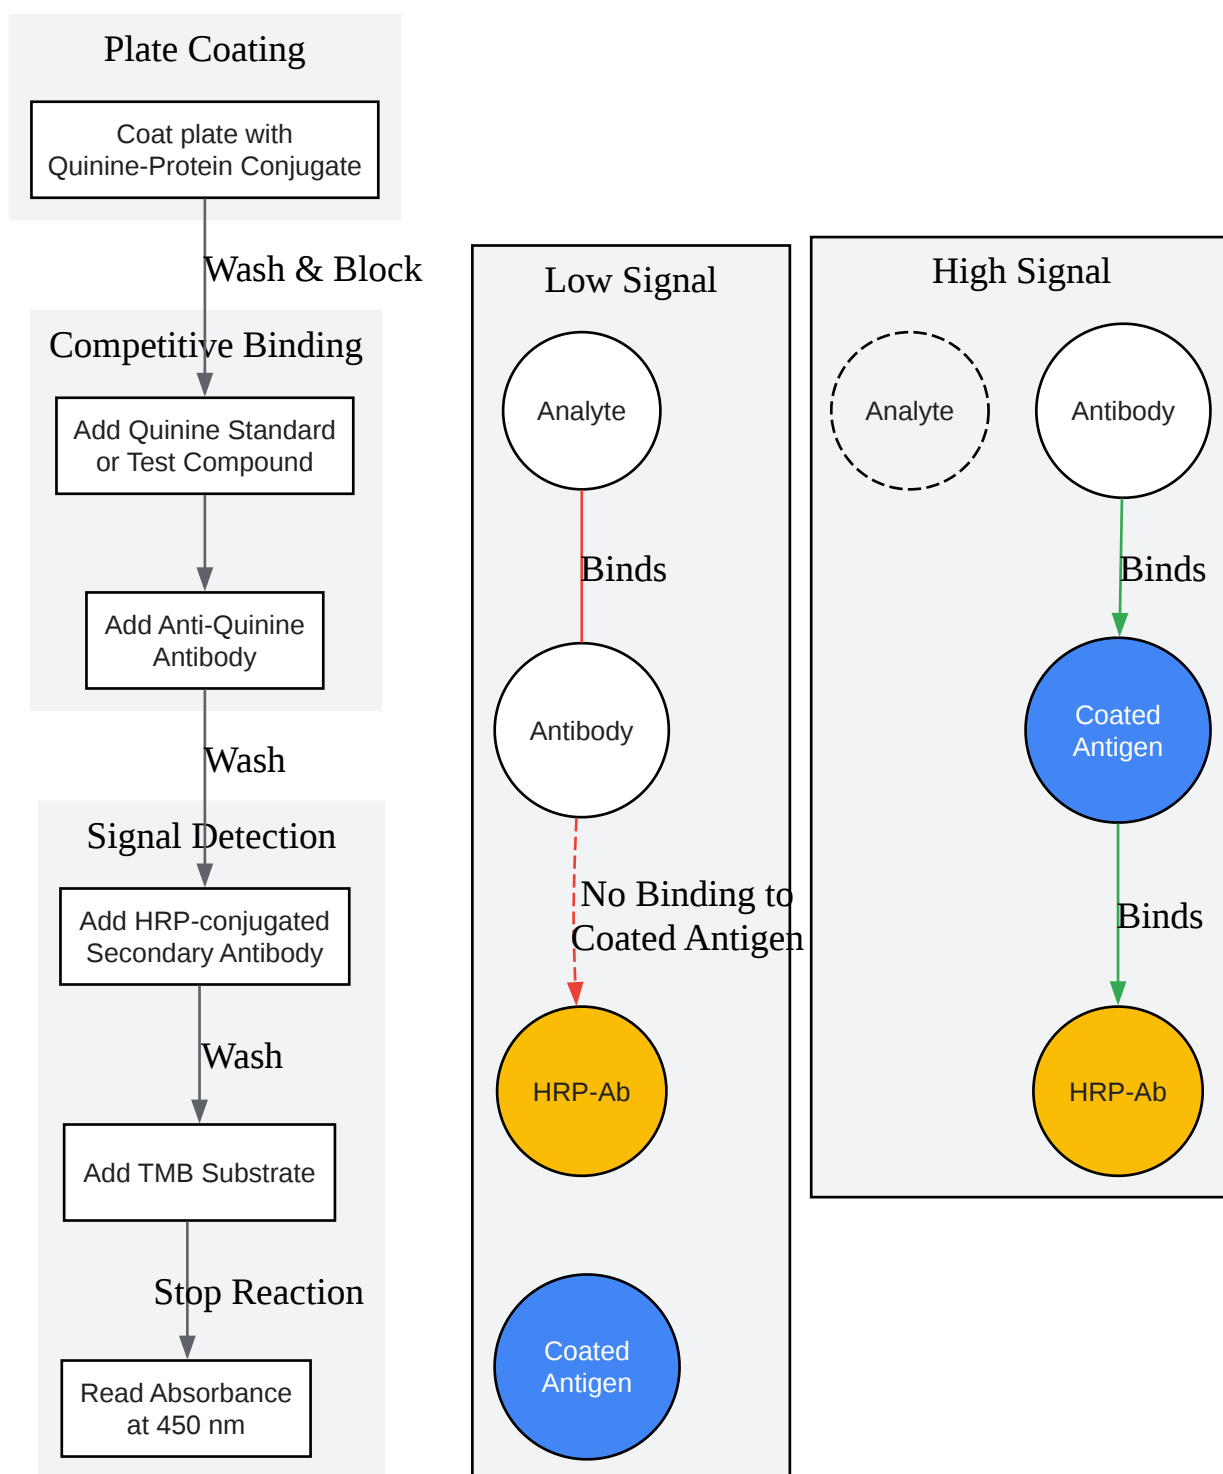 Plate Coating
Coat plate with
Quinine-Protein Conjugate
Wash & Block
Competitive Binding
Add Quinine Standard
or Test Compound
Add Anti-Quinine
Antibody
Wash
Signal Detection
Add HRP-conjugated
Secondary Antibody
Wash
Add TMB Substrate
Stop Reaction
Read Absorbance
at 450 nm
Low Signal
Analyte
Binds
Antibody
No Binding to
Coated Antigen
HRP-Ab
Coated
Antigen
High Signal
Analyte
Antibody
Binds
Coated
Antigen
Binds
HRP-Ab